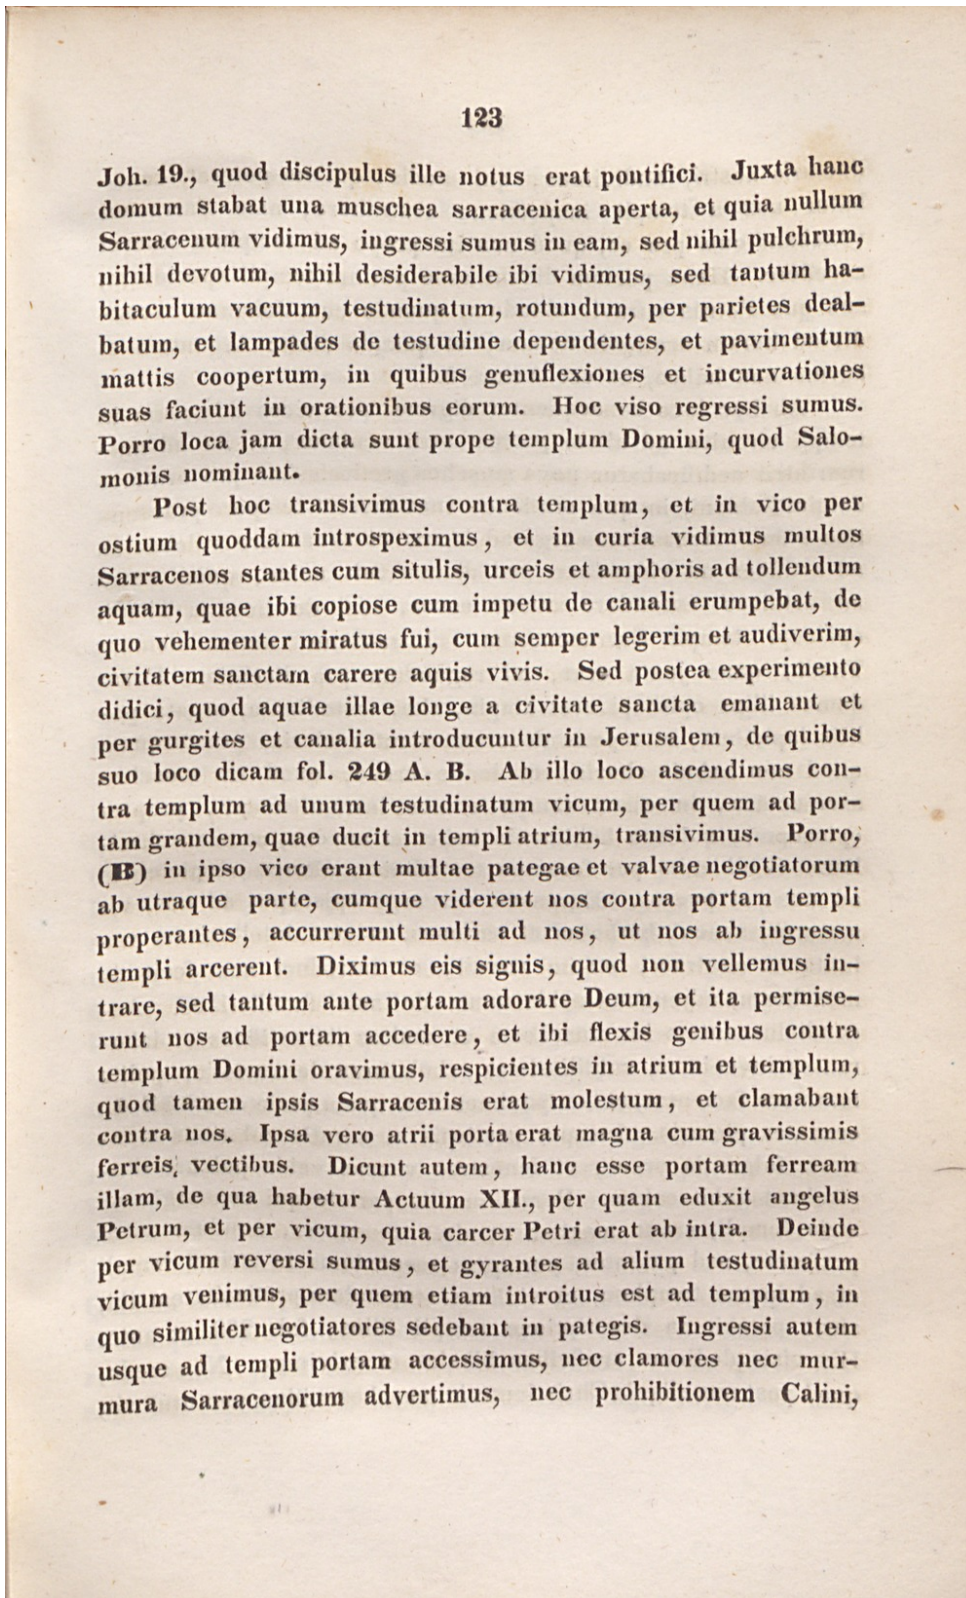 123
Joh. 19., quod discipulus ille notus erat pontifici. Juxta hanc
domum stabat una muschea sarracenica aperta, et quia nullum
Sarracenum vidimus, ingressi sumus in eam, sed nihil pulchrum,
nihil devotum, nihil desiderabile ibi vidimus, sed tantum ha-
bitaculum vacuum, testudinatum, rotundum, per parietes deal-
batum, et lampades de testudine dependentes, et pavimentum
mattis coopertum, in quibus genuflexiones et incurvationes
suas faciunt in orationibus eorum. Hoc viso regressi sumus.
Porro loca jam dicta sunt prope templum Domini, quod Salo-
monis nominant.
Post hoc transivimus contra templum, et in vico per
ostium quoddam introspeximus, et in curia vidimus multos
Sarracenos stantes cum situlis, urceis et amphoris ad tollendum
aquam, quae ibi copiose cum impetu de canali erumpebat, de
quo vehementer miratus fui, cum semper legerim et audiverim,
civitatem sanctam carere aquis vivis. Sed postea experimento
didici, quod aquae illae longe a civitate sancta emanant et
per gurgites et canalia introducuntur in Jerusalem, de quibus
suo loco dicam fol. 249 A. B. Ab illo loco ascendimus con-
tra templum ad unum testudinatum vicum, per quem ad por-
tam grandem, quae ducit in templi atrium, transivimus. Porro,
(B) in ipso vico erant multae pategae et valvae negotiatorum
ab utraque parte, cumque viderent nos contra portam templi
properantes, accurrerunt multi ad nos, ut nos ab ingressu
templi arcerent. Diximus eis signis, quod non vellemus in-
trare, sed tantum ante portam adorare Deum, et ita permise-
runt nos ad portam accedere, et ibi flexis genibus contra
templum Domini oravimus, respicientes in atrium et templum,
quod tamen ipsis Sarracenis erat molestum, et clamabant
contra nos. Ipsa vero atrii porta erat magna cum gravissimis
ferreis vectibus. Dicunt autem, hanc esse portam ferream
illam, de qua habetur Actuum XII., per quam eduxit angelus
Petrum, et per vicum, quia carcer Petri erat ab intra. Deinde
per vicum reversi sumus, et gyrantes ad alium testudinatum
vicum venimus, per quem etiam introitus est ad templum, in
quo similiter negotiatores sedebant in pategis. Ingressi autem
usque ad templi portam accessimus, nec clamores nec mur-
mura Sarracenorum advertimus, nec prohibitionem Calini,